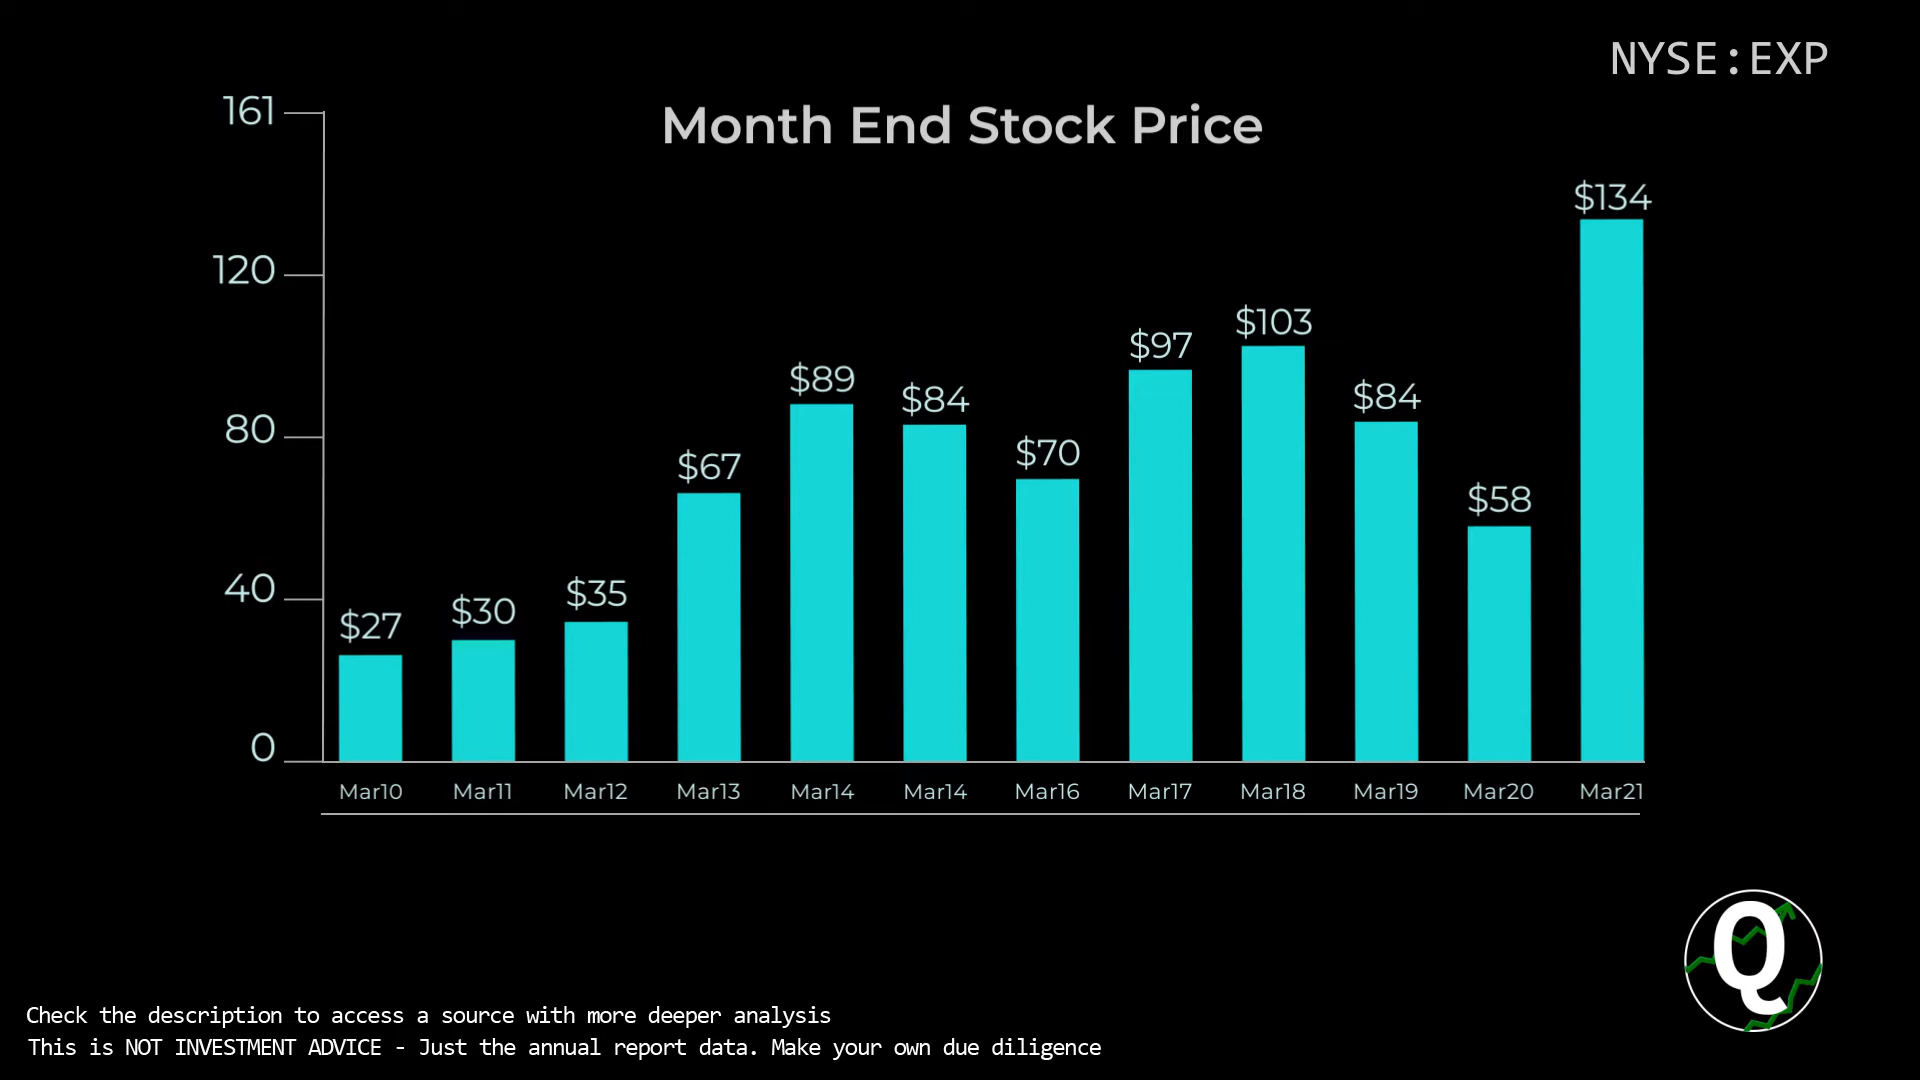 NYSE:EXP
Month End Stock Price
161
120
80
40
0
$27
$30
$35
$67
$89
$84
$70
$97
$103
$84
$58
$134
Mar10 Mar11 Mar12 Mar13 Mar14 Mar14 Mar16 Mar17 Mar18 Mar19 Mar20 Mar21
Q
Check the description to access a source with more deeper analysis
This is NOT INVESTMENT ADVICE - Just the annual report data. Make your own due diligence